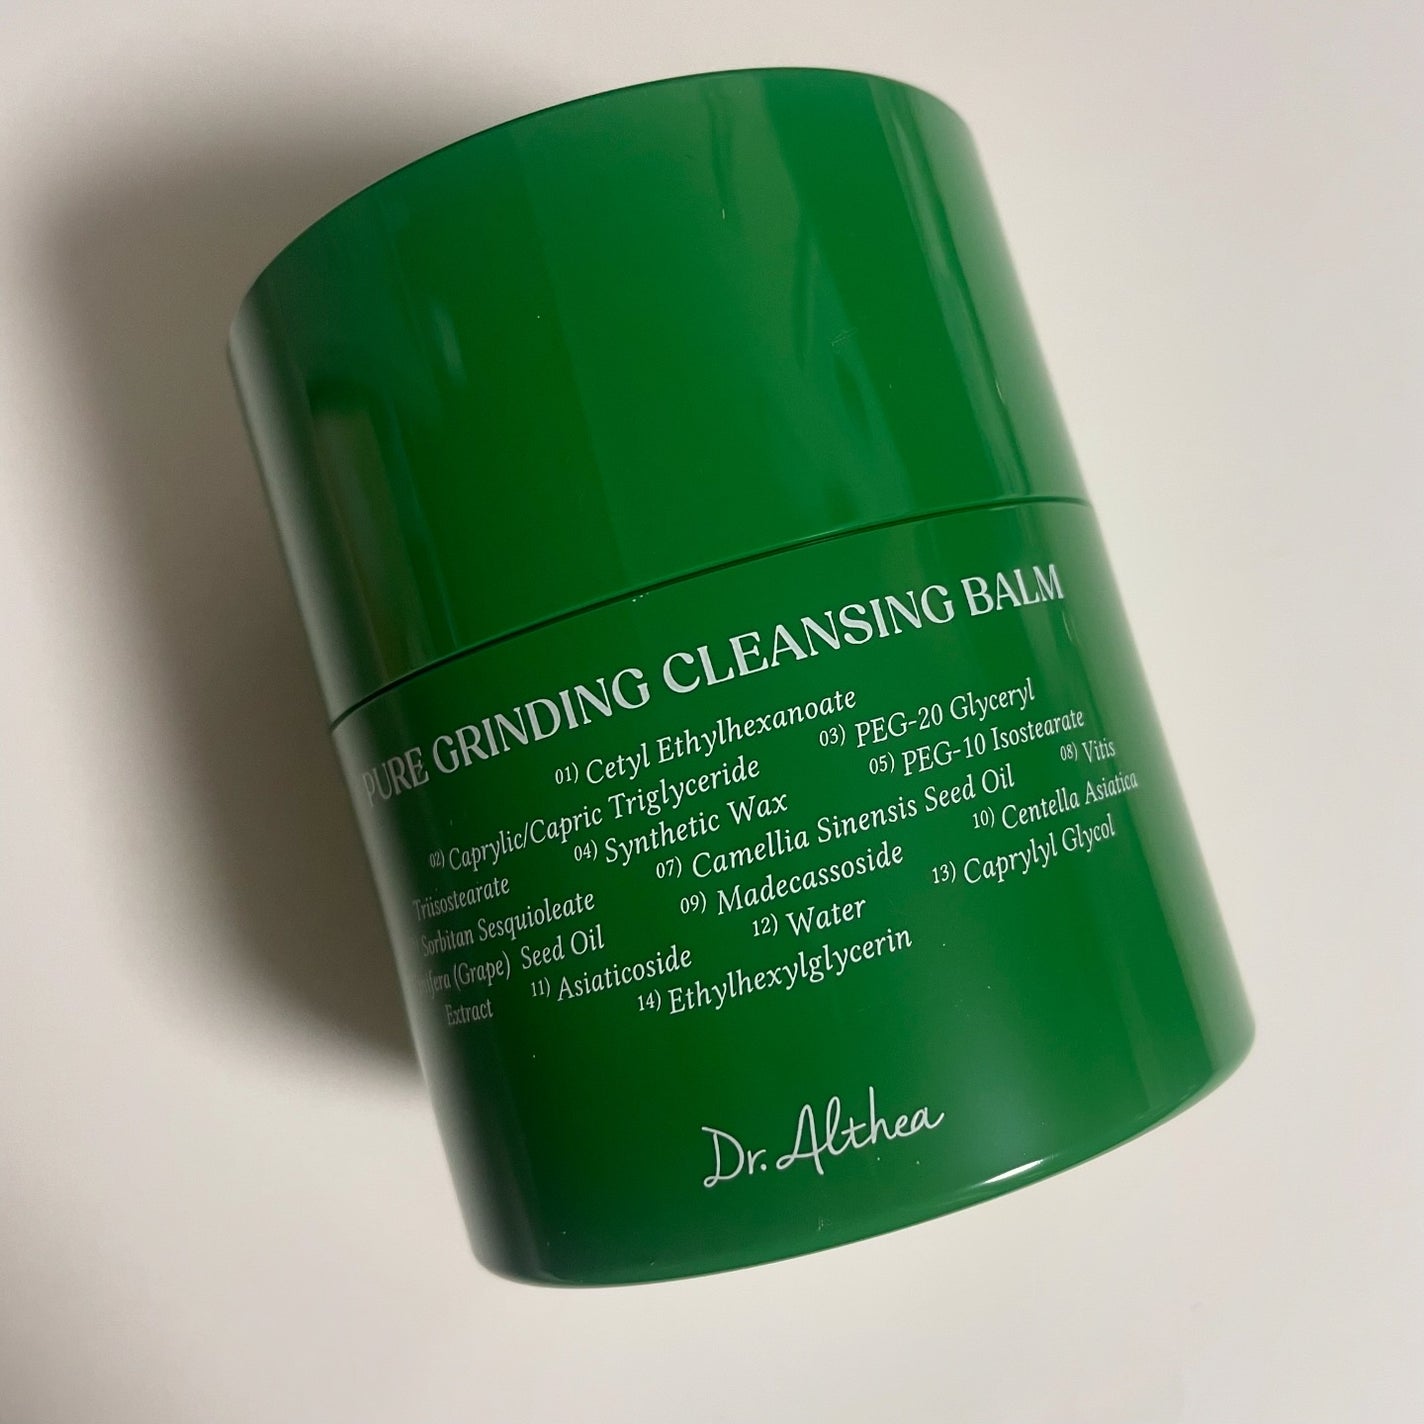 PURE GRINDING CLEANSING BALM
01) Cetyl Ethylhexanoate
02) Caprylic/Capric Triglyceride 03) PEG-20 Glyceryl
Triisostearate 04) Synthetic Wax 05) PEG-10 Isostearate
Sorbitan Sesquioleate 07) Camellia Sinensis Seed Oil 08) Vitis
(Grape) Seed Oil 09) Madecassoside 10) Centella Asiatica
Extract 11) Asiaticoside 12) Water 13) Caprylyl Glycol
14) Ethylhexylglycerin
Dr. Althea